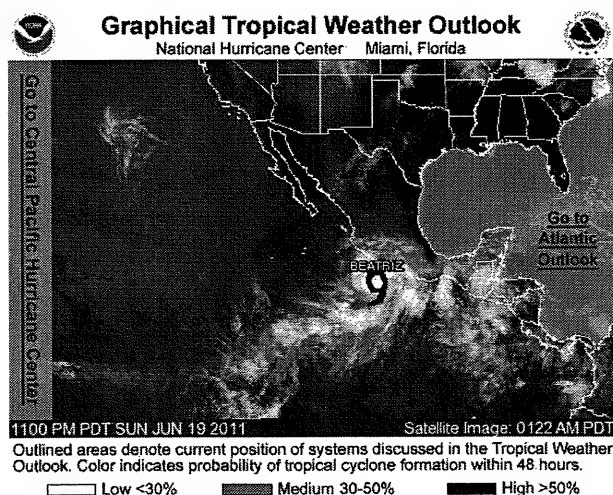 Graphical Tropical Weather Outlook
National Hurricane Center Miami, Florida
Go to Central Pacific Hurricane Center
Go to
Atlantic
Outlook
BEATRIZ
1100 PM PDT SUN JUN 19 2011 Satellite Image: 0122 AM PDT
Outlined areas denote current position of systems discussed in the Tropical Weather
Outlook. Color indicates probability of tropical cyclone formation within 48 hours.
Low <30% Medium 30-50% High >50%